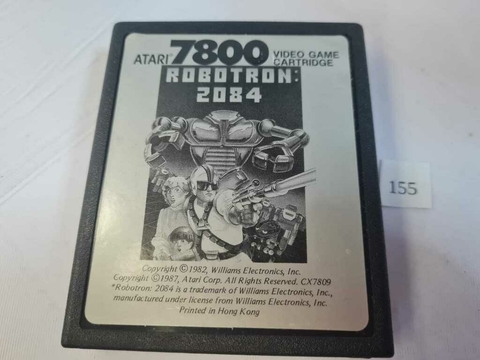 ATARI 7800 VIDEO GAME CARTRIDGE
ROBOTRON:
2084
155
Copyright ©1982, Williams Electronics, Inc.
Copyright ©1987, Atari Corp. All Rights Reserved. CX7809
*Robotron: 2084 is a trademark of Williams Electronics, Inc.,
manufactured under license from Williams Electronics, Inc.
Printed in Hong Kong